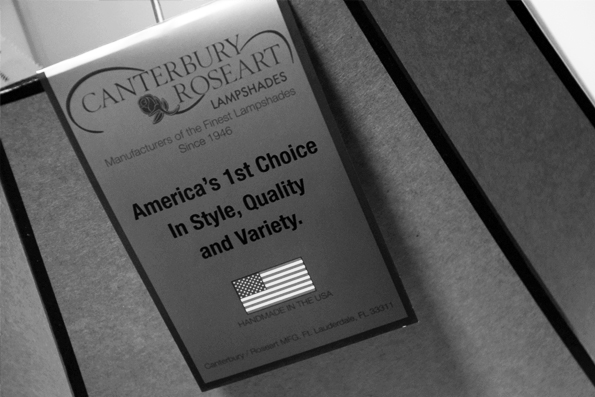 CANTERBURY
ROSEART
LAMPSHADES
Manufacturers of the Finest Lampshades
Since 1946
America's 1st Choice
In Style, Quality
and Variety.
HANDMADE IN THE USA
Canterbury / Roseart MFG, Ft. Lauderdale, FL 33311